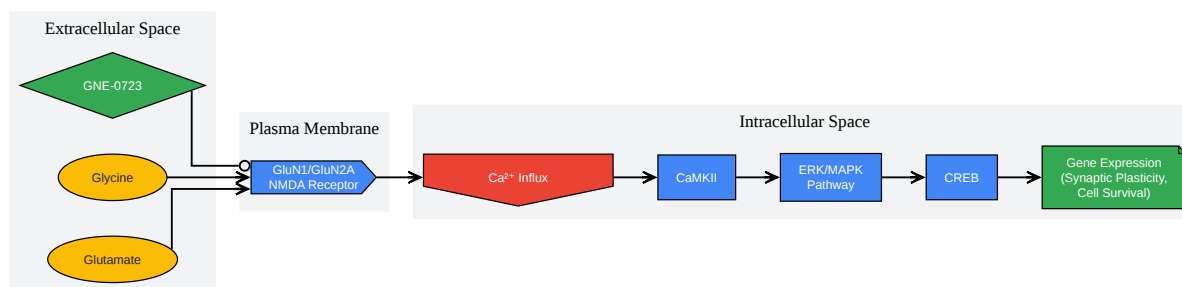 Extracellular Space
GNE-0723
Glycine
Glutamate
Plasma Membrane
GluN1/GluN2A
NMDA Receptor
Intracellular Space
Ca²⁺ Influx
CaMKII
ERK/MAPK
Pathway
CREB
Gene Expression
(Synaptic Plasticity,
Cell Survival)